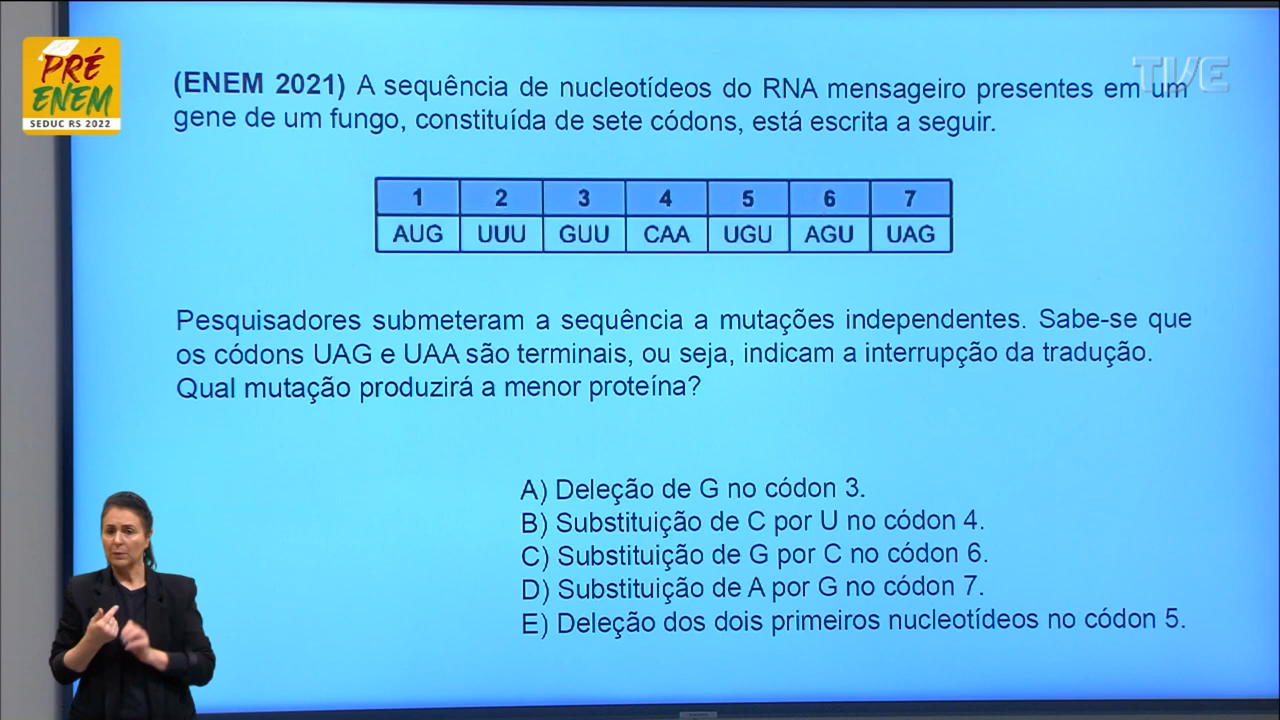 PRÉ
ENEM
SEDUC RS 2022
TVE
(ENEM 2021) A sequência de nucleotídeos do RNA mensageiro presentes em um
gene de um fungo, constituída de sete códons, está escrita a seguir.
1 2 3 4 5 6 7
AUG UUU GUU CAA UGU AGU UAG
Pesquisadores submeteram a sequência a mutações independentes. Sabe-se que
os códons UAG e UAA são terminais, ou seja, indicam a interrupção da tradução.
Qual mutação produzirá a menor proteína?
A) Deleção de G no códon 3.
B) Substituição de C por U no códon 4.
C) Substituição de G por C no códon 6.
D) Substituição de A por G no códon 7.
E) Deleção dos dois primeiros nucleotídeos no códon 5.